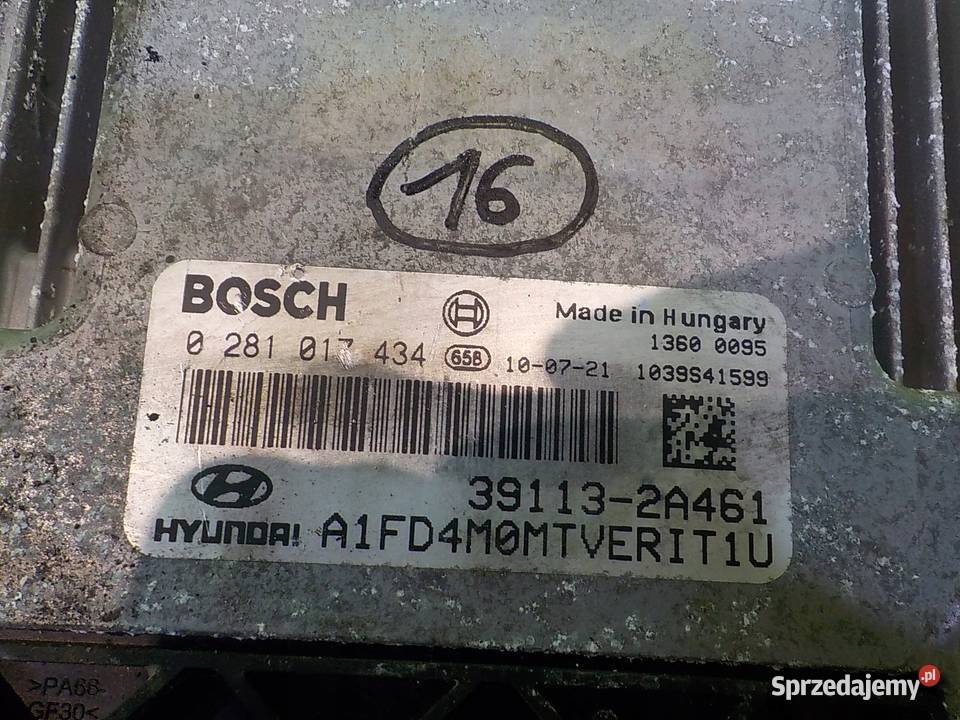 16
BOSCH
Made in Hungary
1360 0095
0 281 017 434 658 10-07-21 1039S41599
39113-2A461
HYUNDAI A1FD4M0MTVERIT1U
>PA66-
GF30<
Sprzedajemy.pl